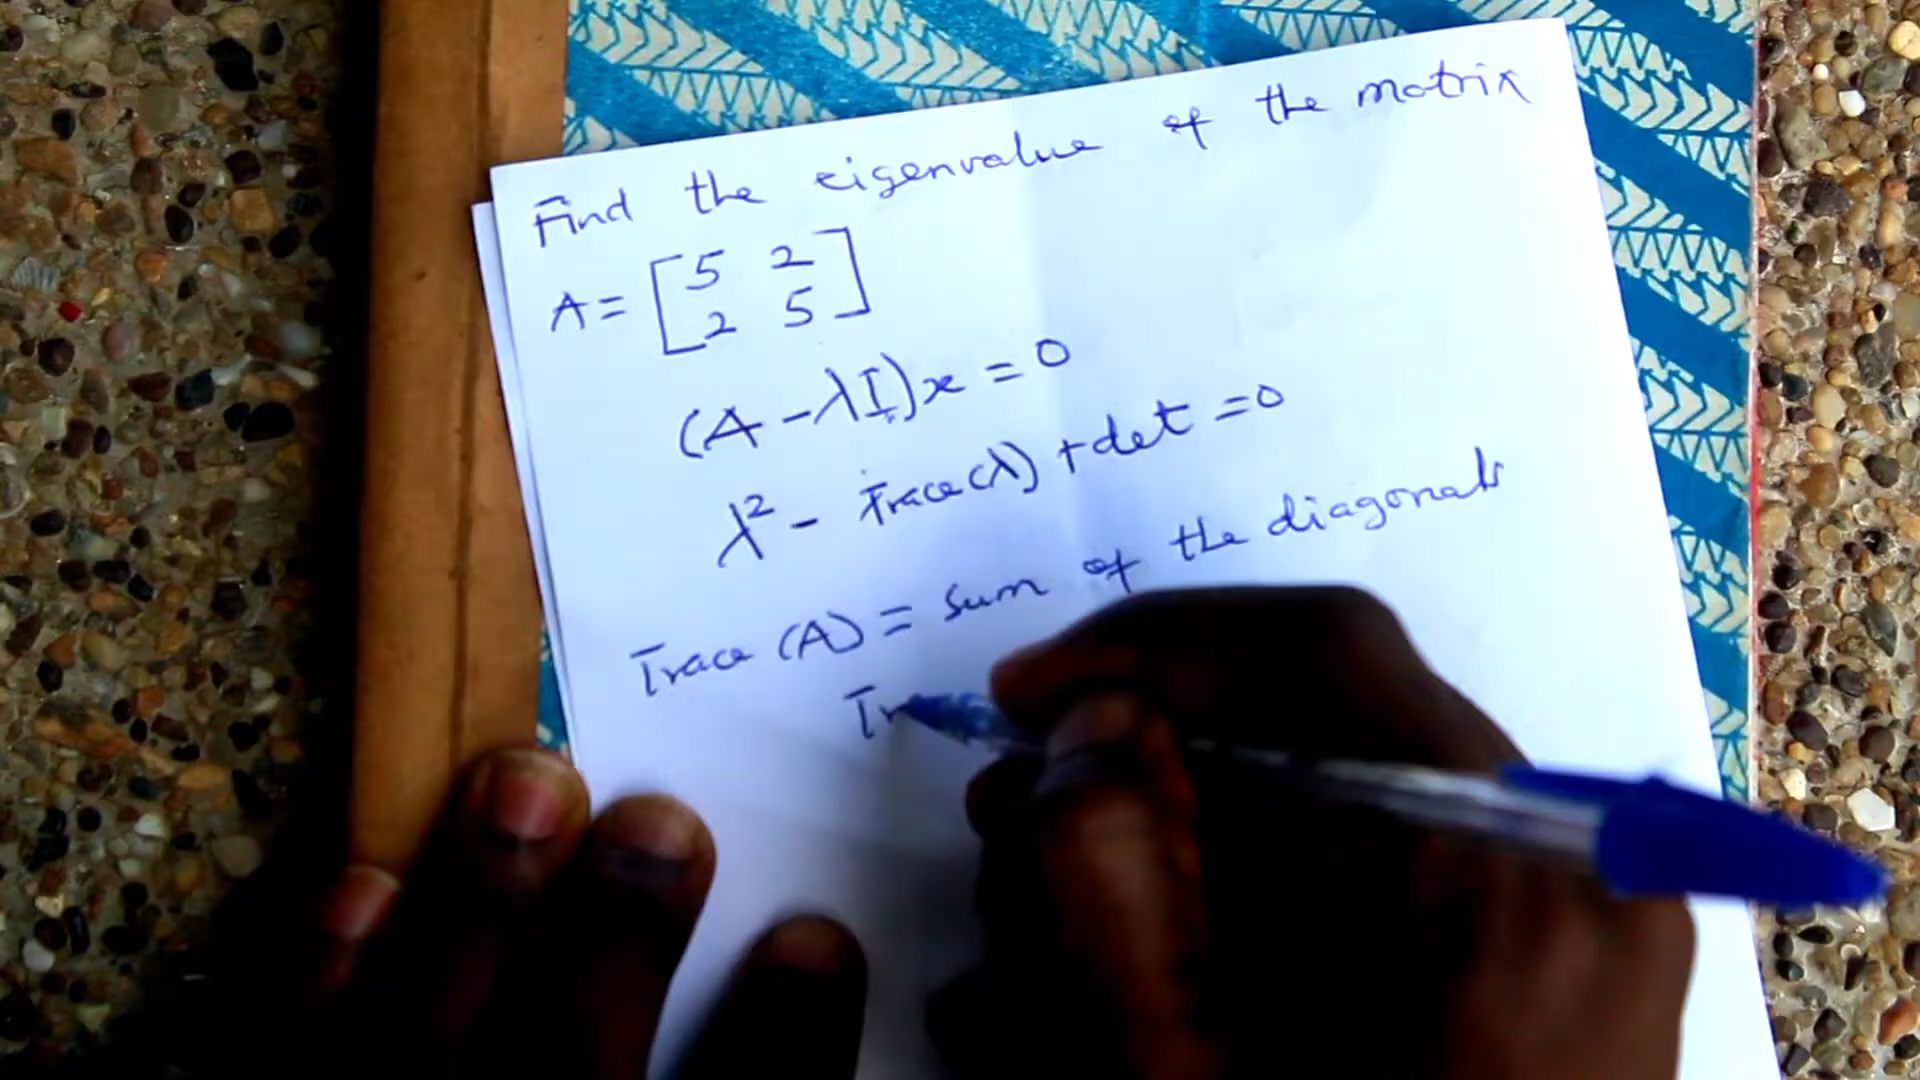 Find the eigenvalue of the matrix
A = [5 2
2 5]
(A - λI)x = 0
λ² - Trace(λ) + det = 0
Trace (A) = sum of the diagonals
Tr